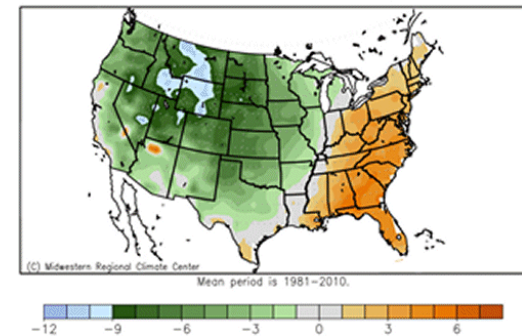 (C) Midwestern Regional Climate Center
Mean period is 1981−2010.
−12 −9 −6 −3 0 3 6